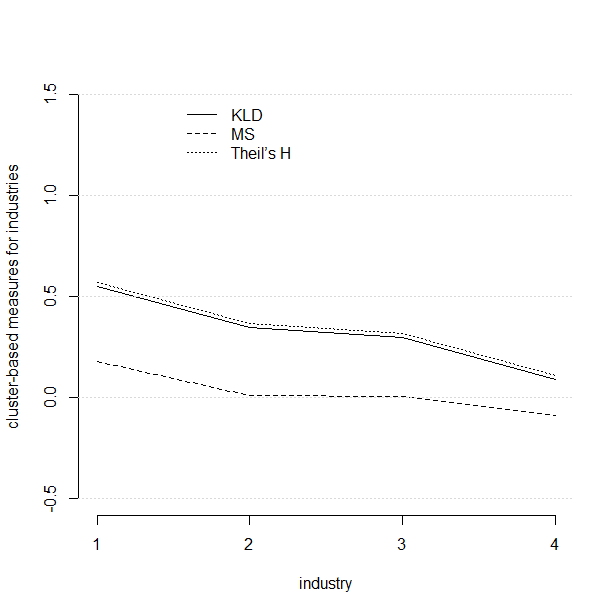 KLD
MS
Theil's H
cluster-based measures for industries
1.5
1.0
0.5
0.0
-0.5
1 2 3 4
industry